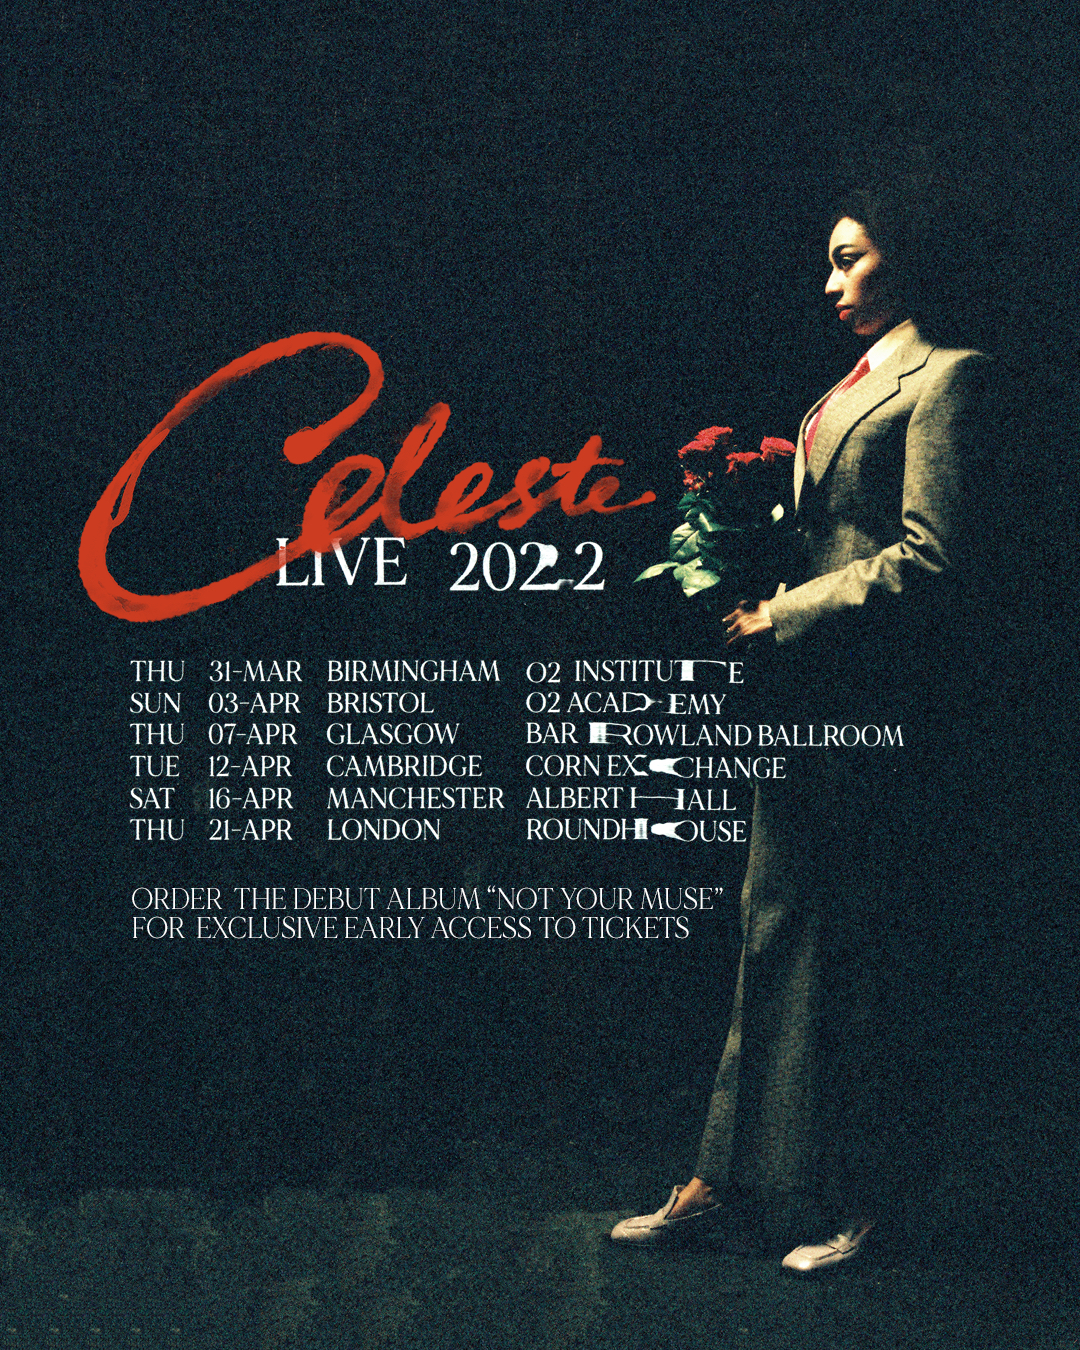 Celeste
LIVE 2022
THU 31-MAR BIRMINGHAM O2 INSTITUTE
SUN 03-APR BRISTOL O2 ACADEMY
THU 07-APR GLASGOW BAR ROWLAND BALLROOM
TUE 12-APR CAMBRIDGE CORN EXCHANGE
SAT 16-APR MANCHESTER ALBERT HALL
THU 21-APR LONDON ROUNDHOUSE
ORDER THE DEBUT ALBUM “NOT YOUR MUSE”
FOR EXCLUSIVE EARLY ACCESS TO TICKETS